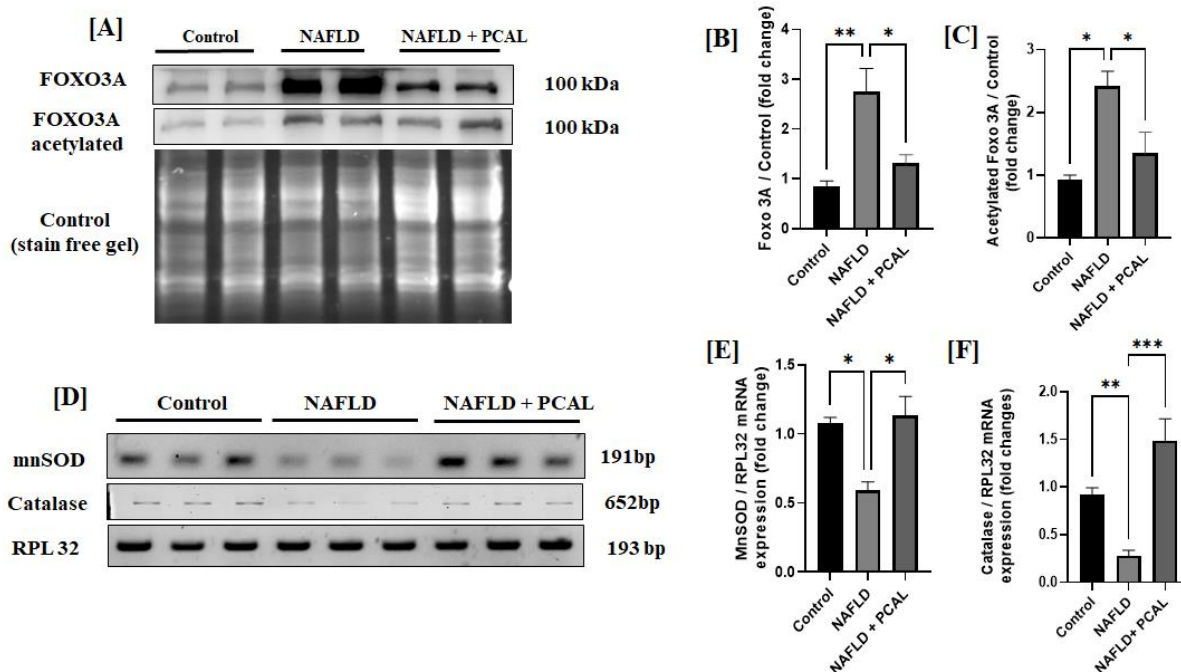 [A]
Control NAFLD NAFLD + PCAL
FOXO3A 100 kDa
FOXO3A
acetylated 100 kDa
Control
(stain free gel)
[B]
Foxo 3A / Control (fold change)
** *
4
3
2
1
0
Control NAFLD NAFLD + PCAL
[C]
Acetylated Foxo 3A / Control
(fold change)
* *
3
2
1
0
Control NAFLD NAFLD + PCAL
[D]
Control NAFLD NAFLD + PCAL
mnSOD 191bp
Catalase 652bp
RPL 32 193 bp
[E]
MnSOD / RPL32 mRNA
expression (fold change)
* *
1.5
1.0
0.5
0.0
Control NAFLD NAFLD + PCAL
[F]
Catalase / RPL32 mRNA
expression (fold changes)
***
**
2.0
1.5
1.0
0.5
0.0
Control NAFLD NAFLD+ PCAL